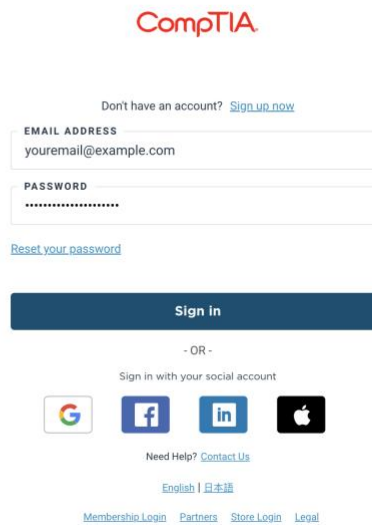 CompTIA.
Don't have an account? Sign up now
EMAIL ADDRESS
youremail@example.com
PASSWORD
••••••••••••••••••••
Reset your password
Sign in
- OR -
Sign in with your social account
G f in
Need Help? Contact Us
English | 日本語
Membership Login Partners Store Login Legal